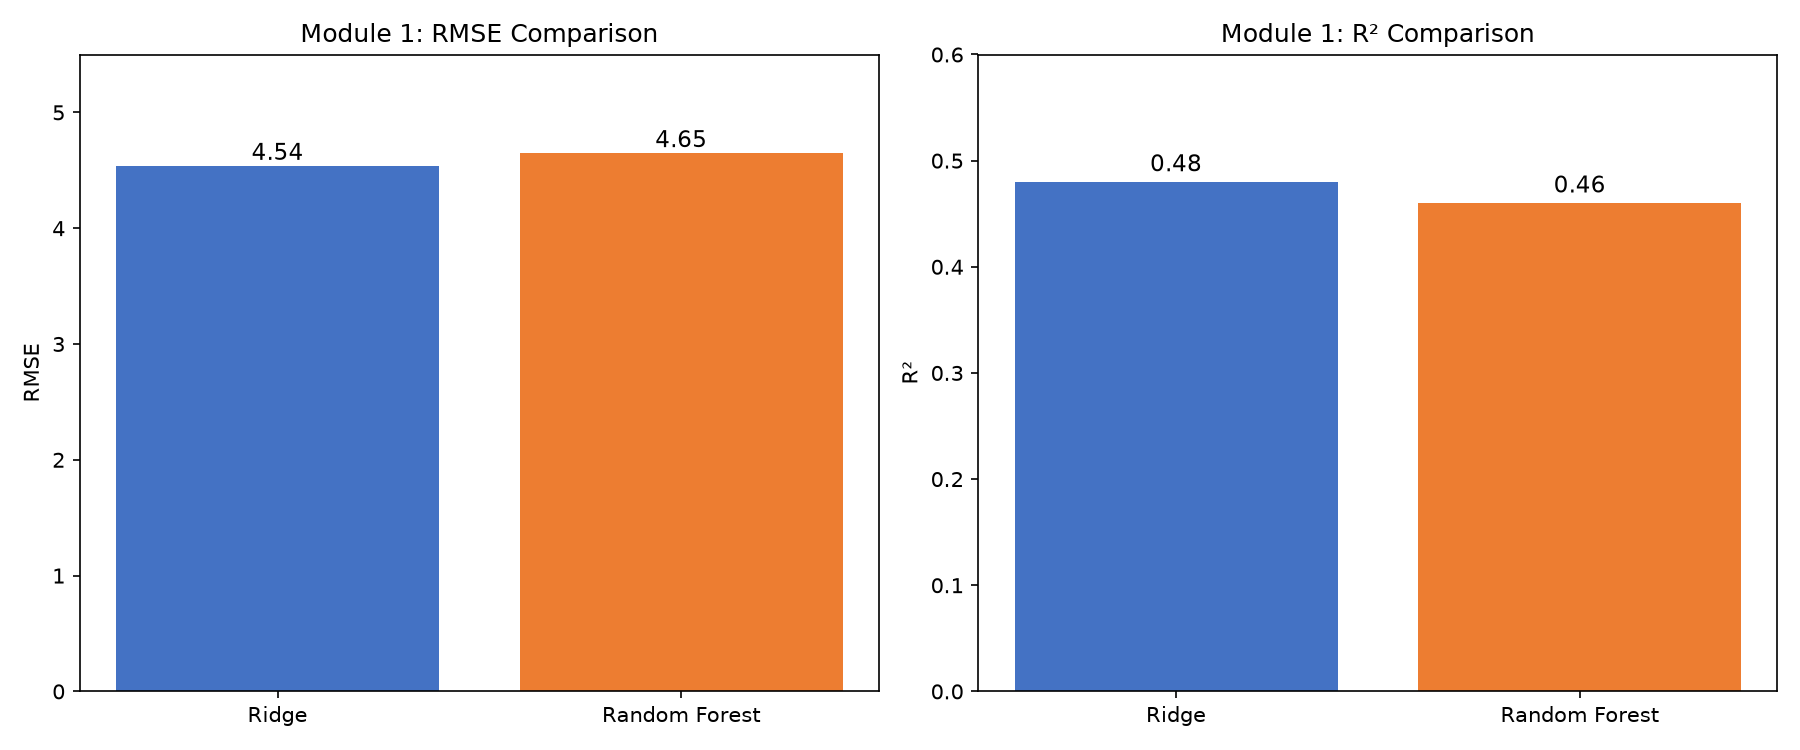 Module 1: RMSE Comparison
RMSE
5
4
3
2
1
0
4.54
4.65
Ridge
Random Forest
Module 1: R² Comparison
R²
0.6
0.5
0.4
0.3
0.2
0.1
0.0
0.48
0.46
Ridge
Random Forest